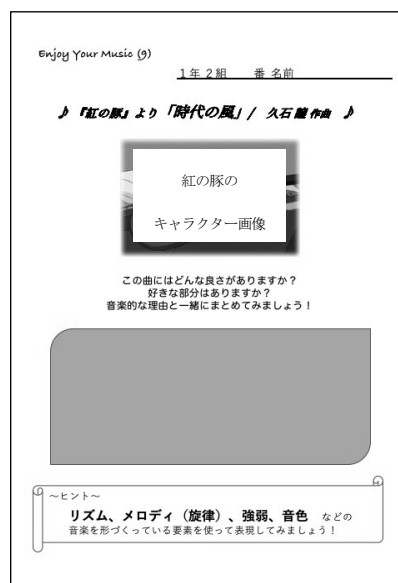 Enjoy Your Music (9)
1年2組 番 名前
♪ 『紅の豚』より「時代の風」/ 久石 譲 作曲 ♪
紅の豚の
キャラクター画像
この曲にはどんな良さがありますか？
好きな部分はありますか？
音楽的な理由と一緒にまとめてみましょう！
～ヒント～
リズム、メロディ（旋律）、強弱、音色 などの
音楽を形づくっている要素を使って表現してみましょう！